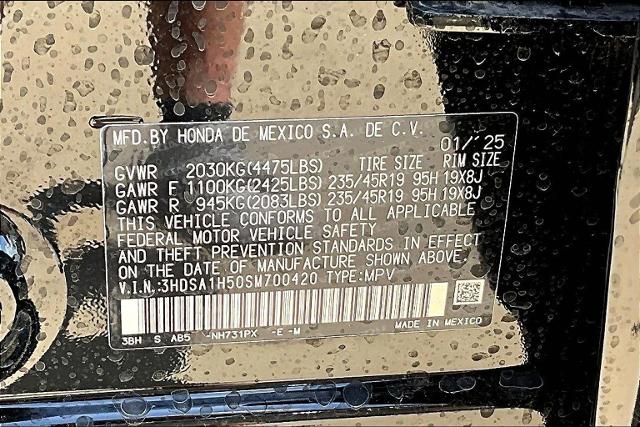 MFD.BY HONDA DE MEXICO S.A. DE C.V.
01/'25
GVWR 2030KG(4475LBS) TIRE SIZE RIM SIZE
GAWR F 1100KG(2425LBS) 235/45R19 95H 19X8J
GAWR R 945KG(2083LBS) 235/45R19 95H 19X8J
THIS VEHICLE CONFORMS TO ALL APPLICABLE
FEDERAL MOTOR VEHICLE SAFETY
AND THEFT PREVENTION STANDARDS IN EFFECT
ON THE DATE OF MANUFACTURE SHOWN ABOVE.
V.I.N.:3HDSA1H50SM700420 TYPE:MPV
3BH S AB5 -NH731PX -E -M MADE IN MEXICO